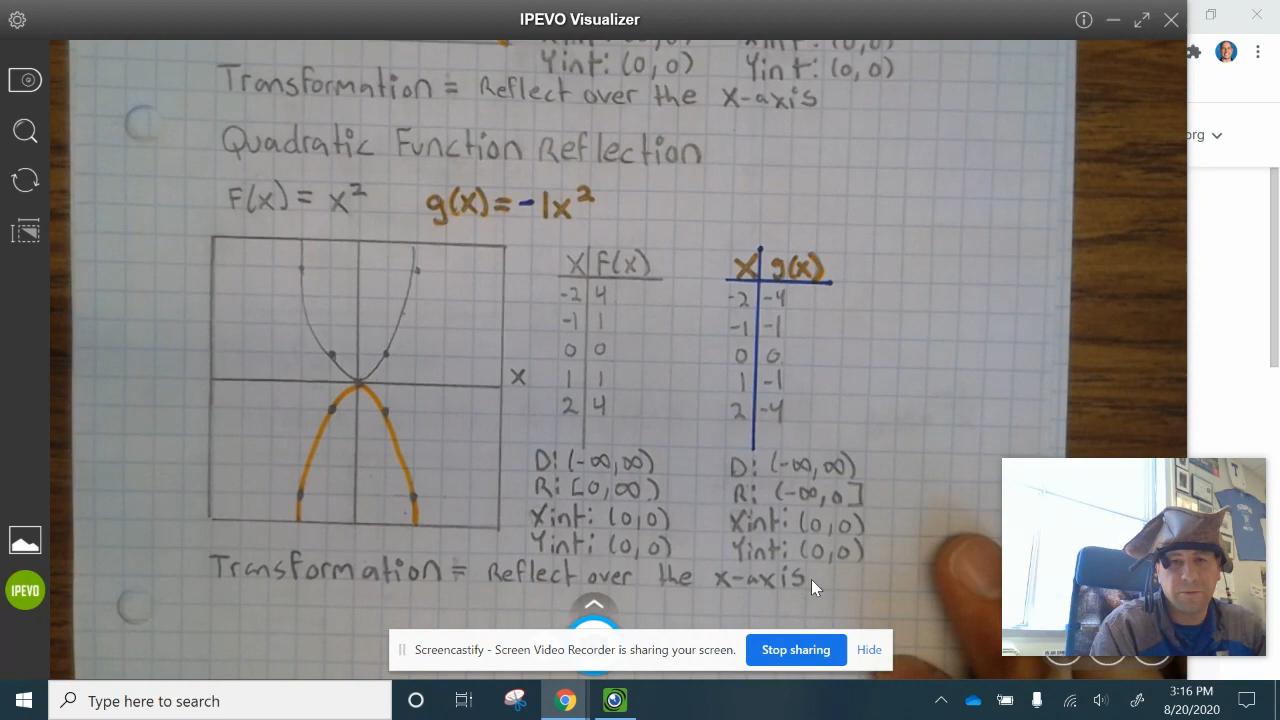 IPEVO Visualizer
Yint: (0,0) Yint: (0,0)
Transformation = Reflect over the x-axis
Quadratic Function Reflection
F(x) = x² g(x) = -1x²
X F(x) X g(x)
-2 4 -2 -4
-1 1 -1 -1
0 0 0 0
1 1 1 -1
2 4 2 -4
X
D: (-∞,∞) D: (-∞,∞)
R: [0,∞) R: (-∞,0]
Xint: (0,0) Xint: (0,0)
Yint: (0,0) Yint: (0,0)
Transformation = Reflect over the x-axis
IPEVO
org
Screencastify - Screen Video Recorder is sharing your screen.
Stop sharing
Hide
Type here to search
3:16 PM
8/20/2020